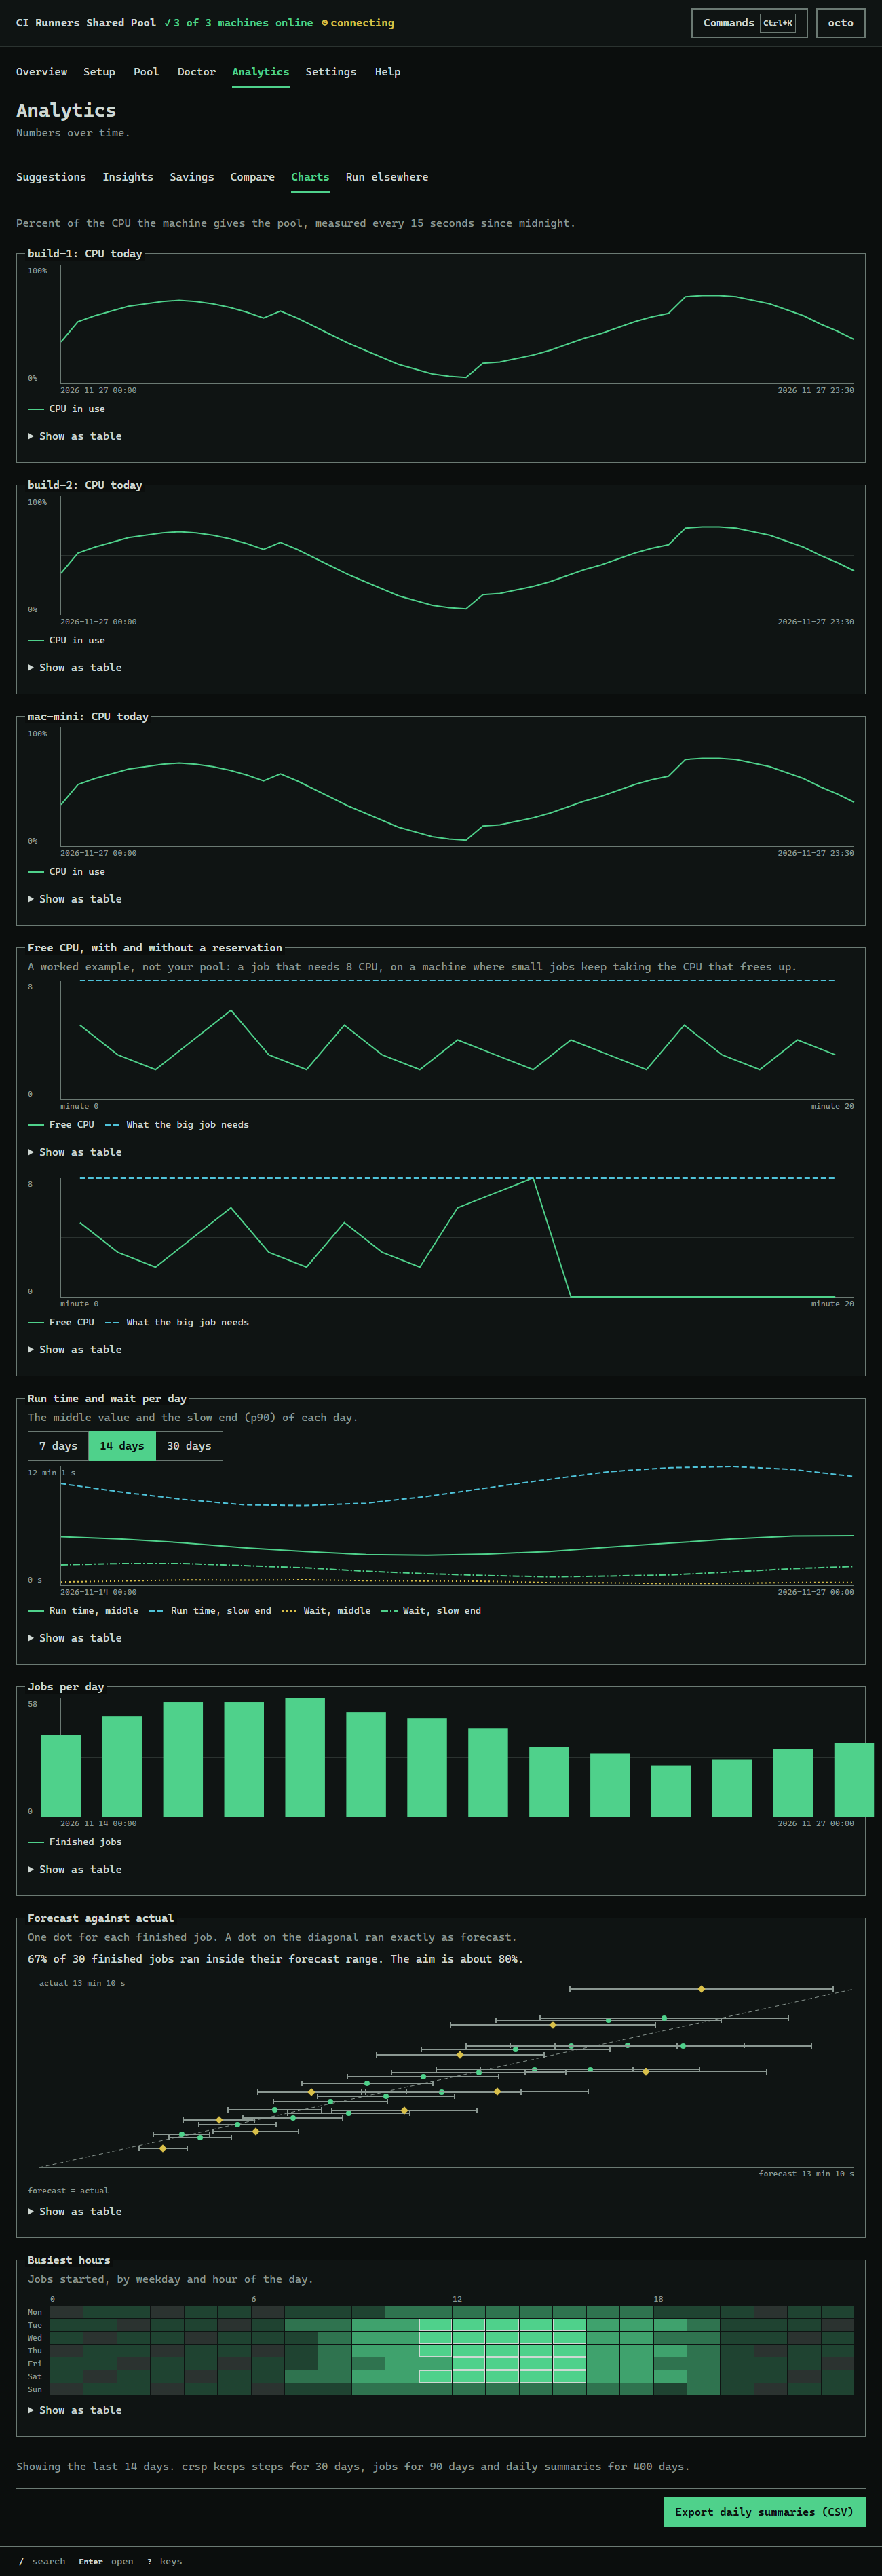 CI Runners Shared Pool √ 3 of 3 machines online connecting
Commands Ctrl+K octo
Overview Setup Pool Doctor Analytics Settings Help
Analytics
Numbers over time.
Suggestions Insights Savings Compare Charts Run elsewhere
Percent of the CPU the machine gives the pool, measured every 15 seconds since midnight.
build-1: CPU today
100%
0%
2026-11-27 00:00 2026-11-27 23:30
CPU in use
▶ Show as table
build-2: CPU today
100%
0%
2026-11-27 00:00 2026-11-27 23:30
CPU in use
▶ Show as table
mac-mini: CPU today
100%
0%
2026-11-27 00:00 2026-11-27 23:30
CPU in use
▶ Show as table
Free CPU, with and without a reservation
A worked example, not your pool: a job that needs 8 CPU, on a machine where small jobs keep taking the CPU that frees up.
8
0
minute 0 minute 20
Free CPU What the big job needs
▶ Show as table
8
0
minute 0 minute 20
Free CPU What the big job needs
▶ Show as table
Run time and wait per day
The middle value and the slow end (p90) of each day.
7 days 14 days 30 days
12 min 1 s
0 s
2026-11-14 00:00 2026-11-27 00:00
Run time, middle Run time, slow end Wait, middle Wait, slow end
▶ Show as table
Jobs per day
58
0
2026-11-14 00:00 2026-11-27 00:00
Finished jobs
▶ Show as table
Forecast against actual
One dot for each finished job. A dot on the diagonal ran exactly as forecast.
67% of 30 finished jobs ran inside their forecast range. The aim is about 80%.
actual 13 min 10 s
forecast 13 min 10 s
forecast = actual
▶ Show as table
Busiest hours
Jobs started, by weekday and hour of the day.
0 6 12 18
Mon
Tue
Wed
Thu
Fri
Sat
Sun
▶ Show as table
Showing the last 14 days. crsp keeps steps for 30 days, jobs for 90 days and daily summaries for 400 days.
Export daily summaries (CSV)
/ search Enter open ? keys